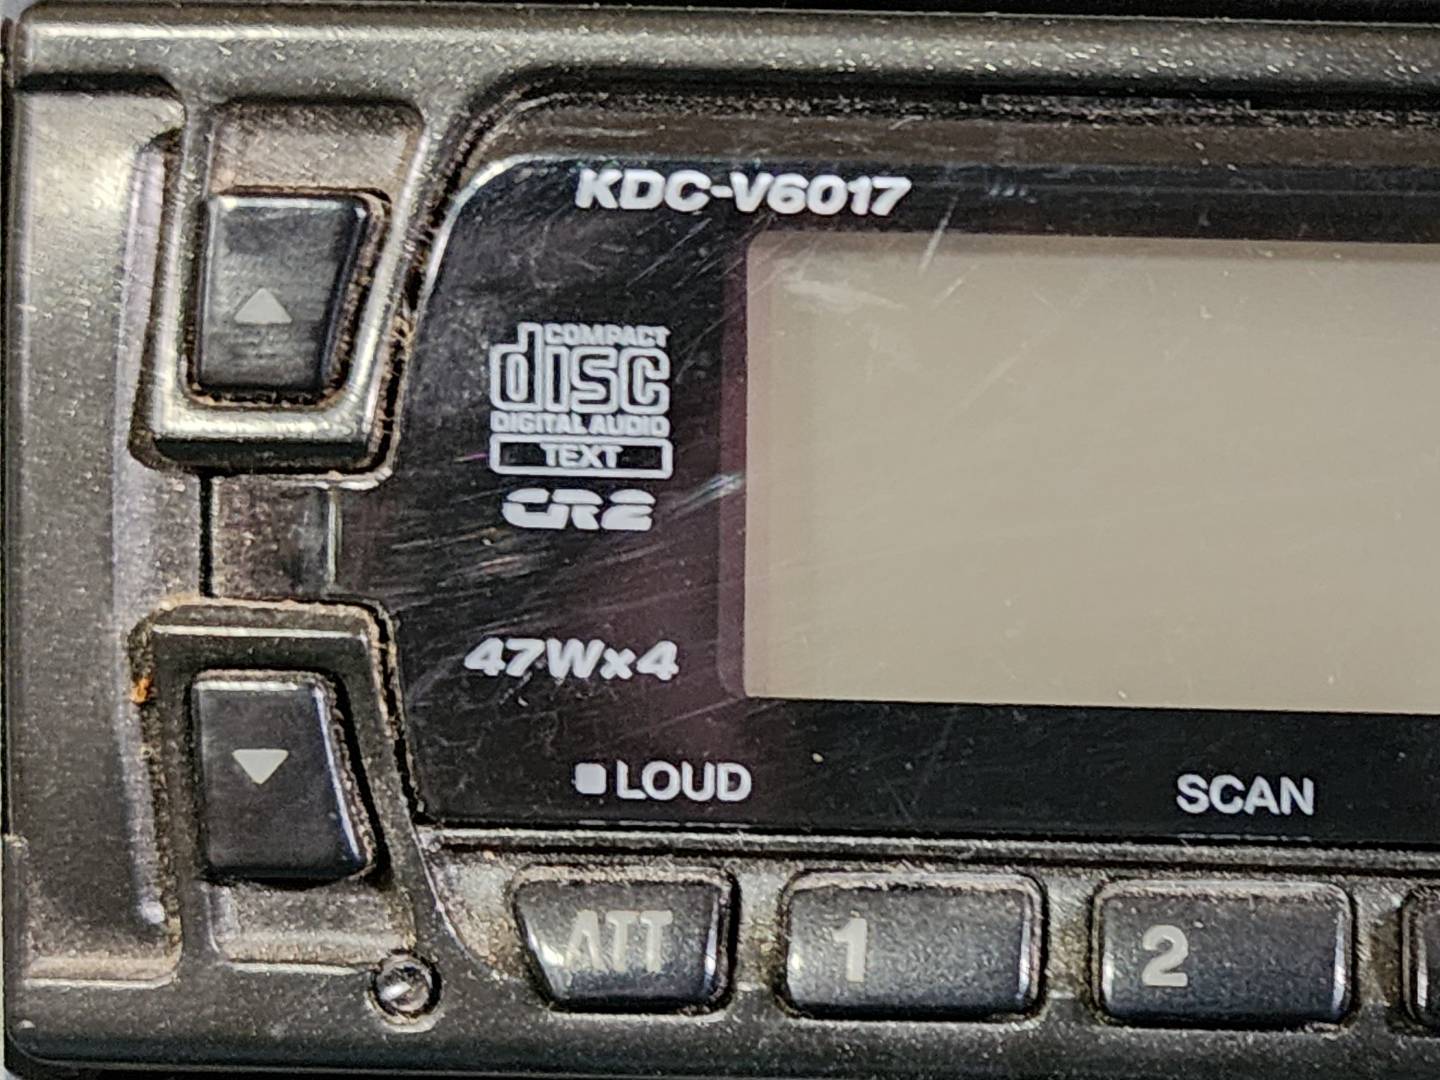 KDC-V6017
COMPACT
disc
DIGITAL AUDIO
TEXT
CR2
47Wx4
LOUD
SCAN
ATT
1
2